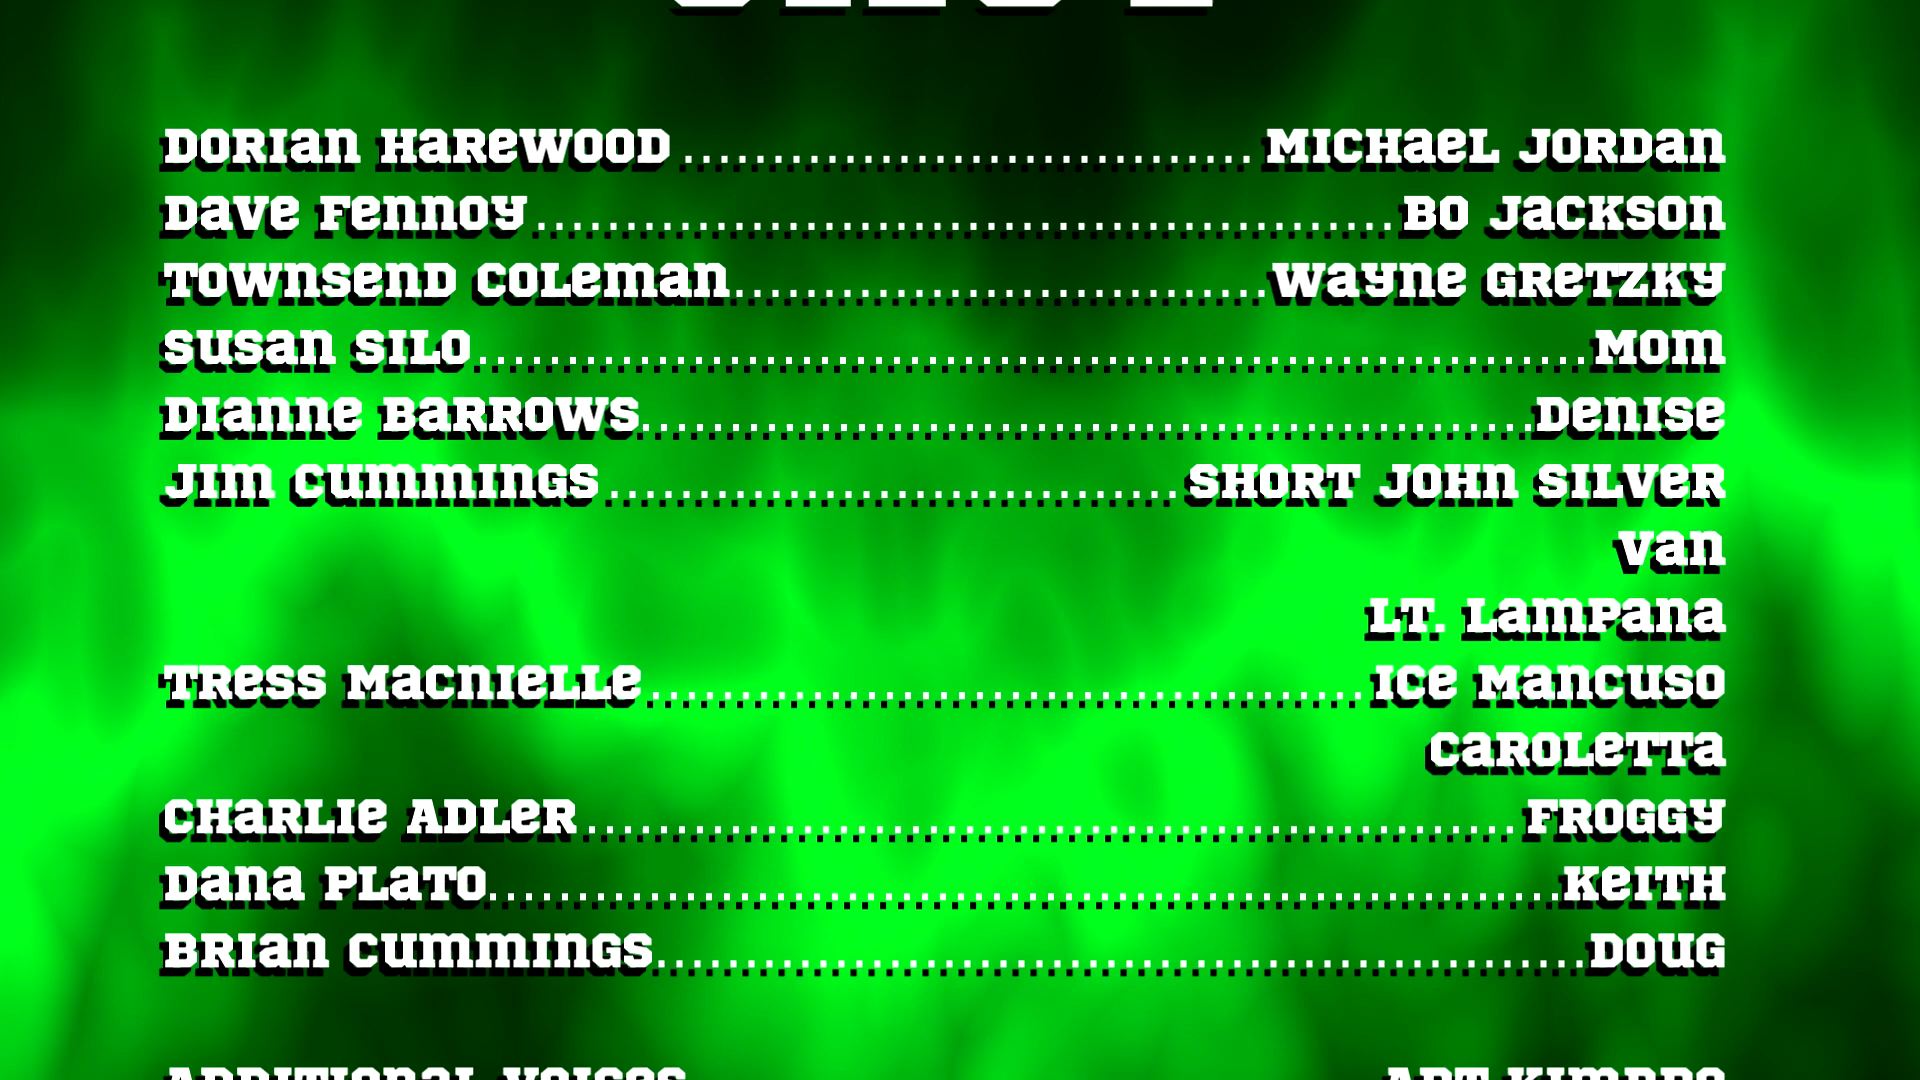 DORIAN HAREWOOD................................MICHAEL JORDAN
DAVE FENNOY................................................BO JACKSON
TOWNSEND COLEMAN..............................WAYNE GRETZKY
SUSAN SILO..............................................................MOM
DIANNE BARROWS..................................................DENISE
JIM CUMMINGS................................SHORT JOHN SILVER
VAN
LT. LAMPANA
TRESS MACNIELLE........................................ICE MANCUSO
CAROLETTA
CHARLIE ADLER....................................................FROGGY
DANA PLATO............................................................KEITH
BRIAN CUMMINGS....................................................DOUG
ADDITIONAL VOICES